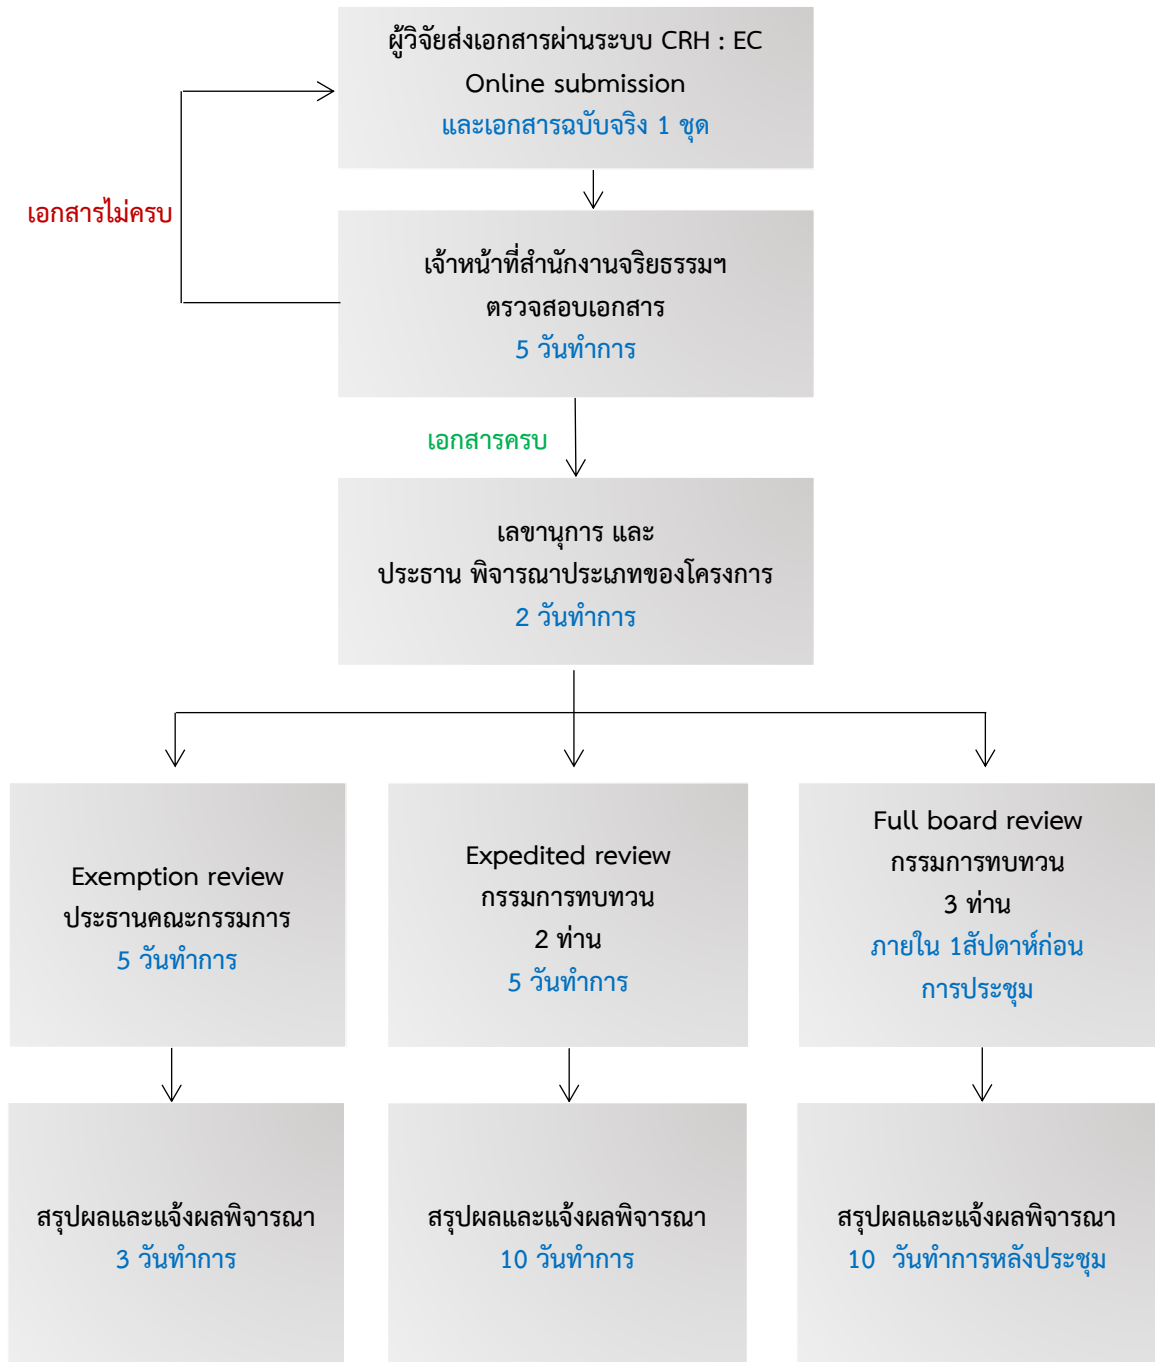 ผู้วิจัยส่งเอกสารผ่านระบบ CRH : EC
Online submission
และเอกสารฉบับจริง 1 ชุด
เอกสารไม่ครบ
เจ้าหน้าที่สำนักงานจริยธรรมฯ
ตรวจสอบเอกสาร
5 วันทำการ
เอกสารครบ
เลขานุการ และ
ประธาน พิจารณาประเภทของโครงการ
2 วันทำการ
Exemption review
ประธานคณะกรรมการ
5 วันทำการ
Expedited review
กรรมการทบทวน
2 ท่าน
5 วันทำการ
Full board review
กรรมการทบทวน
3 ท่าน
ภายใน 1สัปดาห์ก่อน
การประชุม
สรุปผลและแจ้งผลพิจารณา
3 วันทำการ
สรุปผลและแจ้งผลพิจารณา
10 วันทำการ
สรุปผลและแจ้งผลพิจารณา
10  วันทำการหลังประชุม